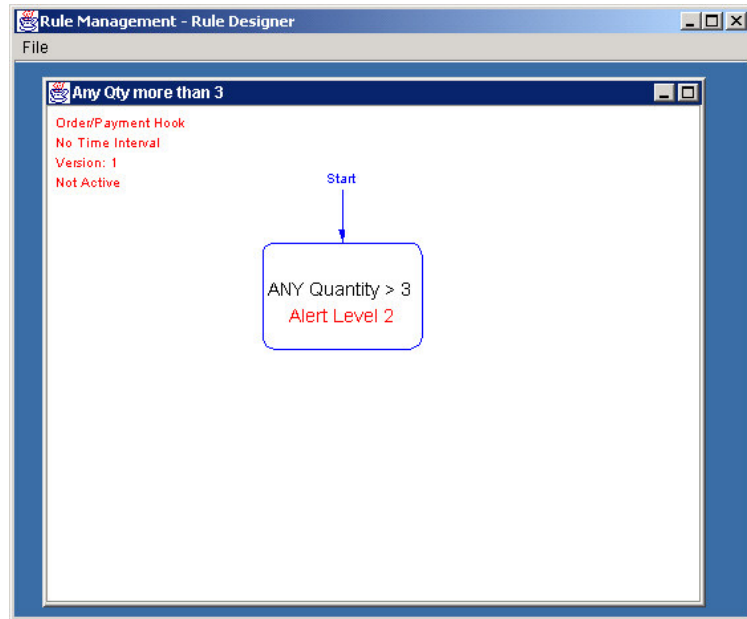 Rule Management - Rule Designer
File
Any Qty more than 3
Order/Payment Hook
No Time Interval
Version: 1
Not Active
Start
ANY Quantity > 3
Alert Level 2